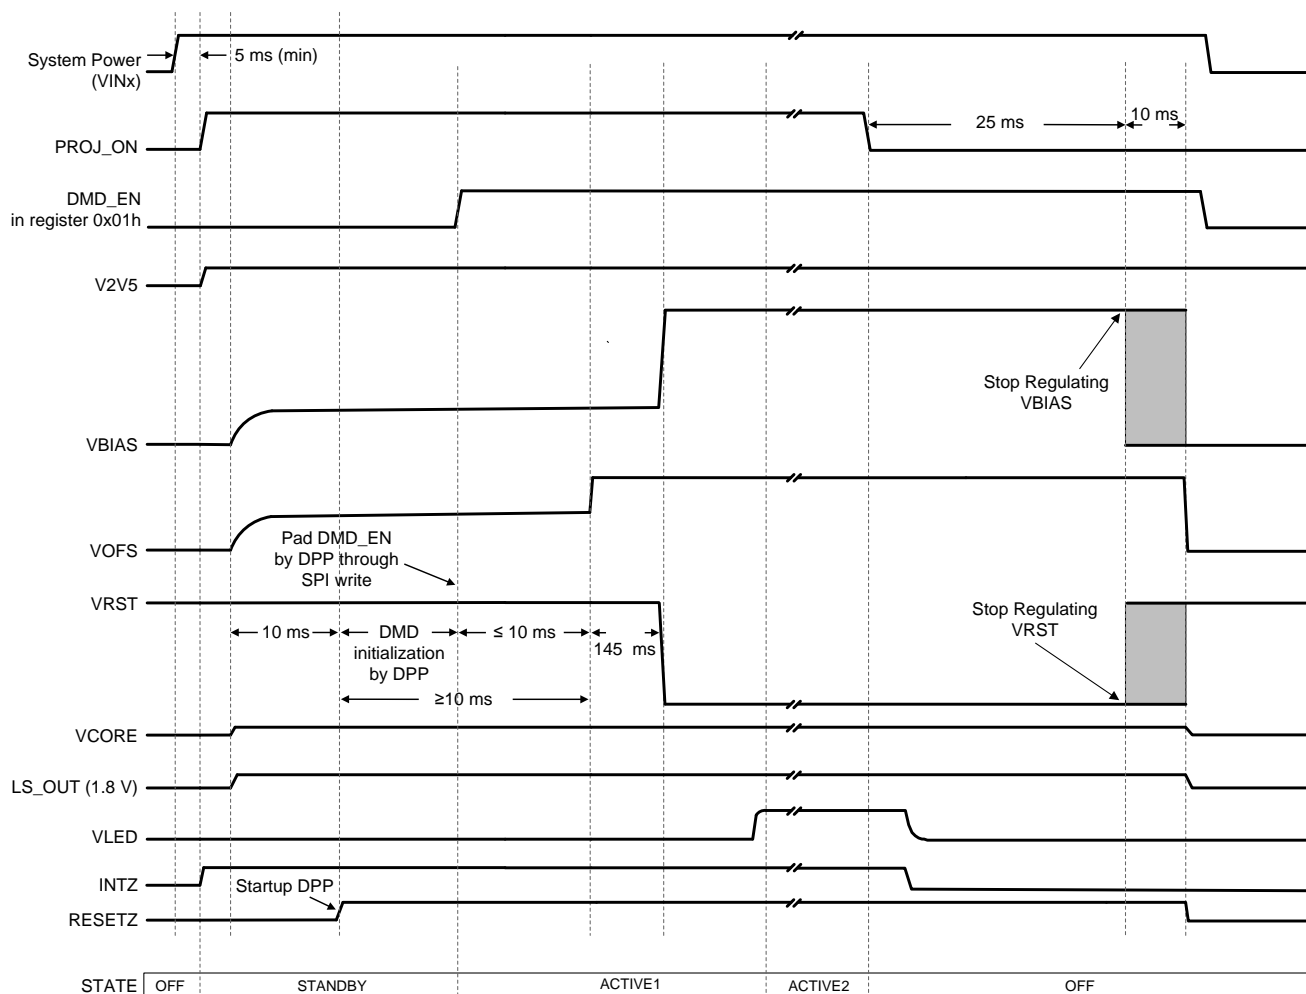 System Power
(VINx)
5 ms (min)
PROJ_ON
25 ms
10 ms
DMD_EN
in register 0x01h
V2V5
Stop Regulating
VBIAS
VBIAS
VOFS
Pad DMD_EN
by DPP through
SPI write
VRST
Stop Regulating
VRST
10 ms
DMD
initialization
by DPP
≤ 10 ms
145 ms
≥10 ms
VCORE
LS_OUT (1.8 V)
VLED
INTZ
Startup DPP
RESETZ
STATE OFF STANDBY ACTIVE1 ACTIVE2 OFF